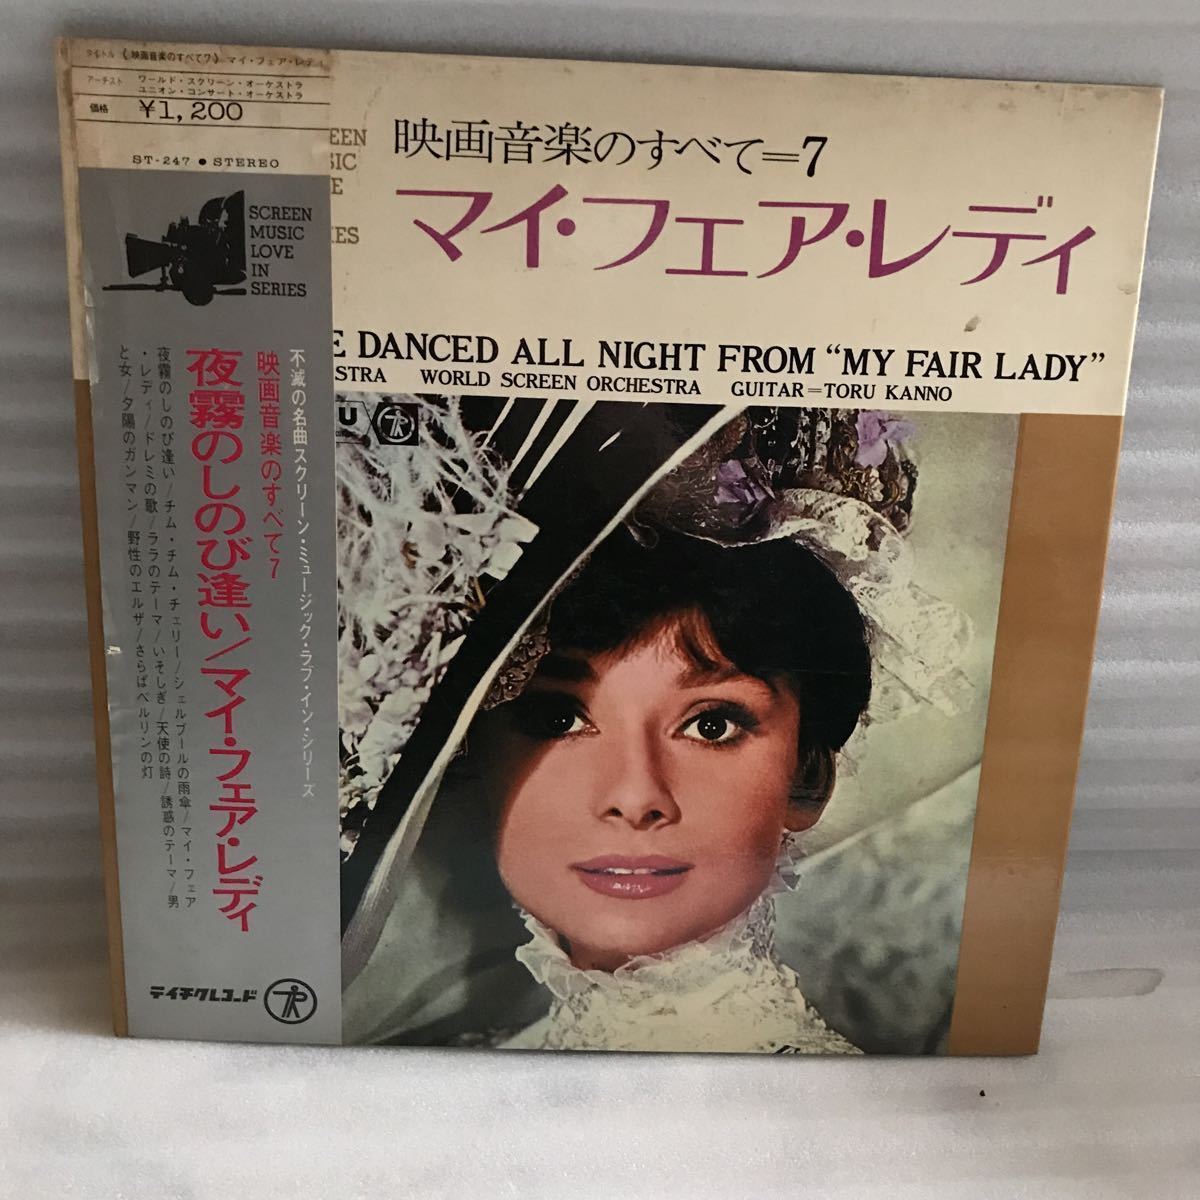 タイトル 《映画音楽のすべて7》 マイ・フェア・レディ
アーチスト ワールド・スクリーン・オーケストラ
ユニオン・コンサート・オーケストラ
価格 ¥1,200
ST-247 ● STEREO
SCREEN
MUSIC
LOVE
IN
SERIES
不滅の名曲スクリーン・ミュージック・ラブ・イン・シリーズ
映画音楽のすべて7
夜霧のしのび逢い/マイ・フェア・レディ
夜霧のしのび逢い/チム・チム・チェリー/シェルブールの雨傘/マイ・フェア
・レディ/ドレミの歌/ララのテーマ/いそしぎ/天使の詩/誘惑のテーマ/男
と女/夕陽のガンマン/野性のエルザ/さらばベルリンの灯
テイチクレコード
映画音楽のすべて=7
マイ・フェア・レディ
E DANCED ALL NIGHT FROM “MY FAIR LADY”
STRA WORLD SCREEN ORCHESTRA GUITAR=TORU KANNO
U